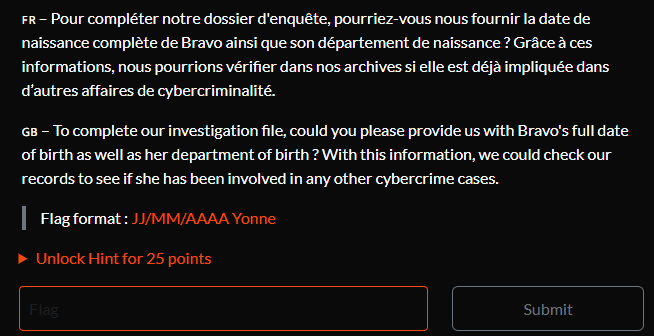 FR – Pour compléter notre dossier d'enquête, pourriez-vous nous fournir la date de
naissance complète de Bravo ainsi que son département de naissance ? Grâce à ces
informations, nous pourrions vérifier dans nos archives si elle est déjà impliquée dans
d’autres affaires de cybercriminalité.
GB – To complete our investigation file, could you please provide us with Bravo's full date
of birth as well as her department of birth ? With this information, we could check our
records to see if she has been involved in any other cybercrime cases.
Flag format : JJ/MM/AAAA Yonne
Unlock Hint for 25 points
Flag
Submit